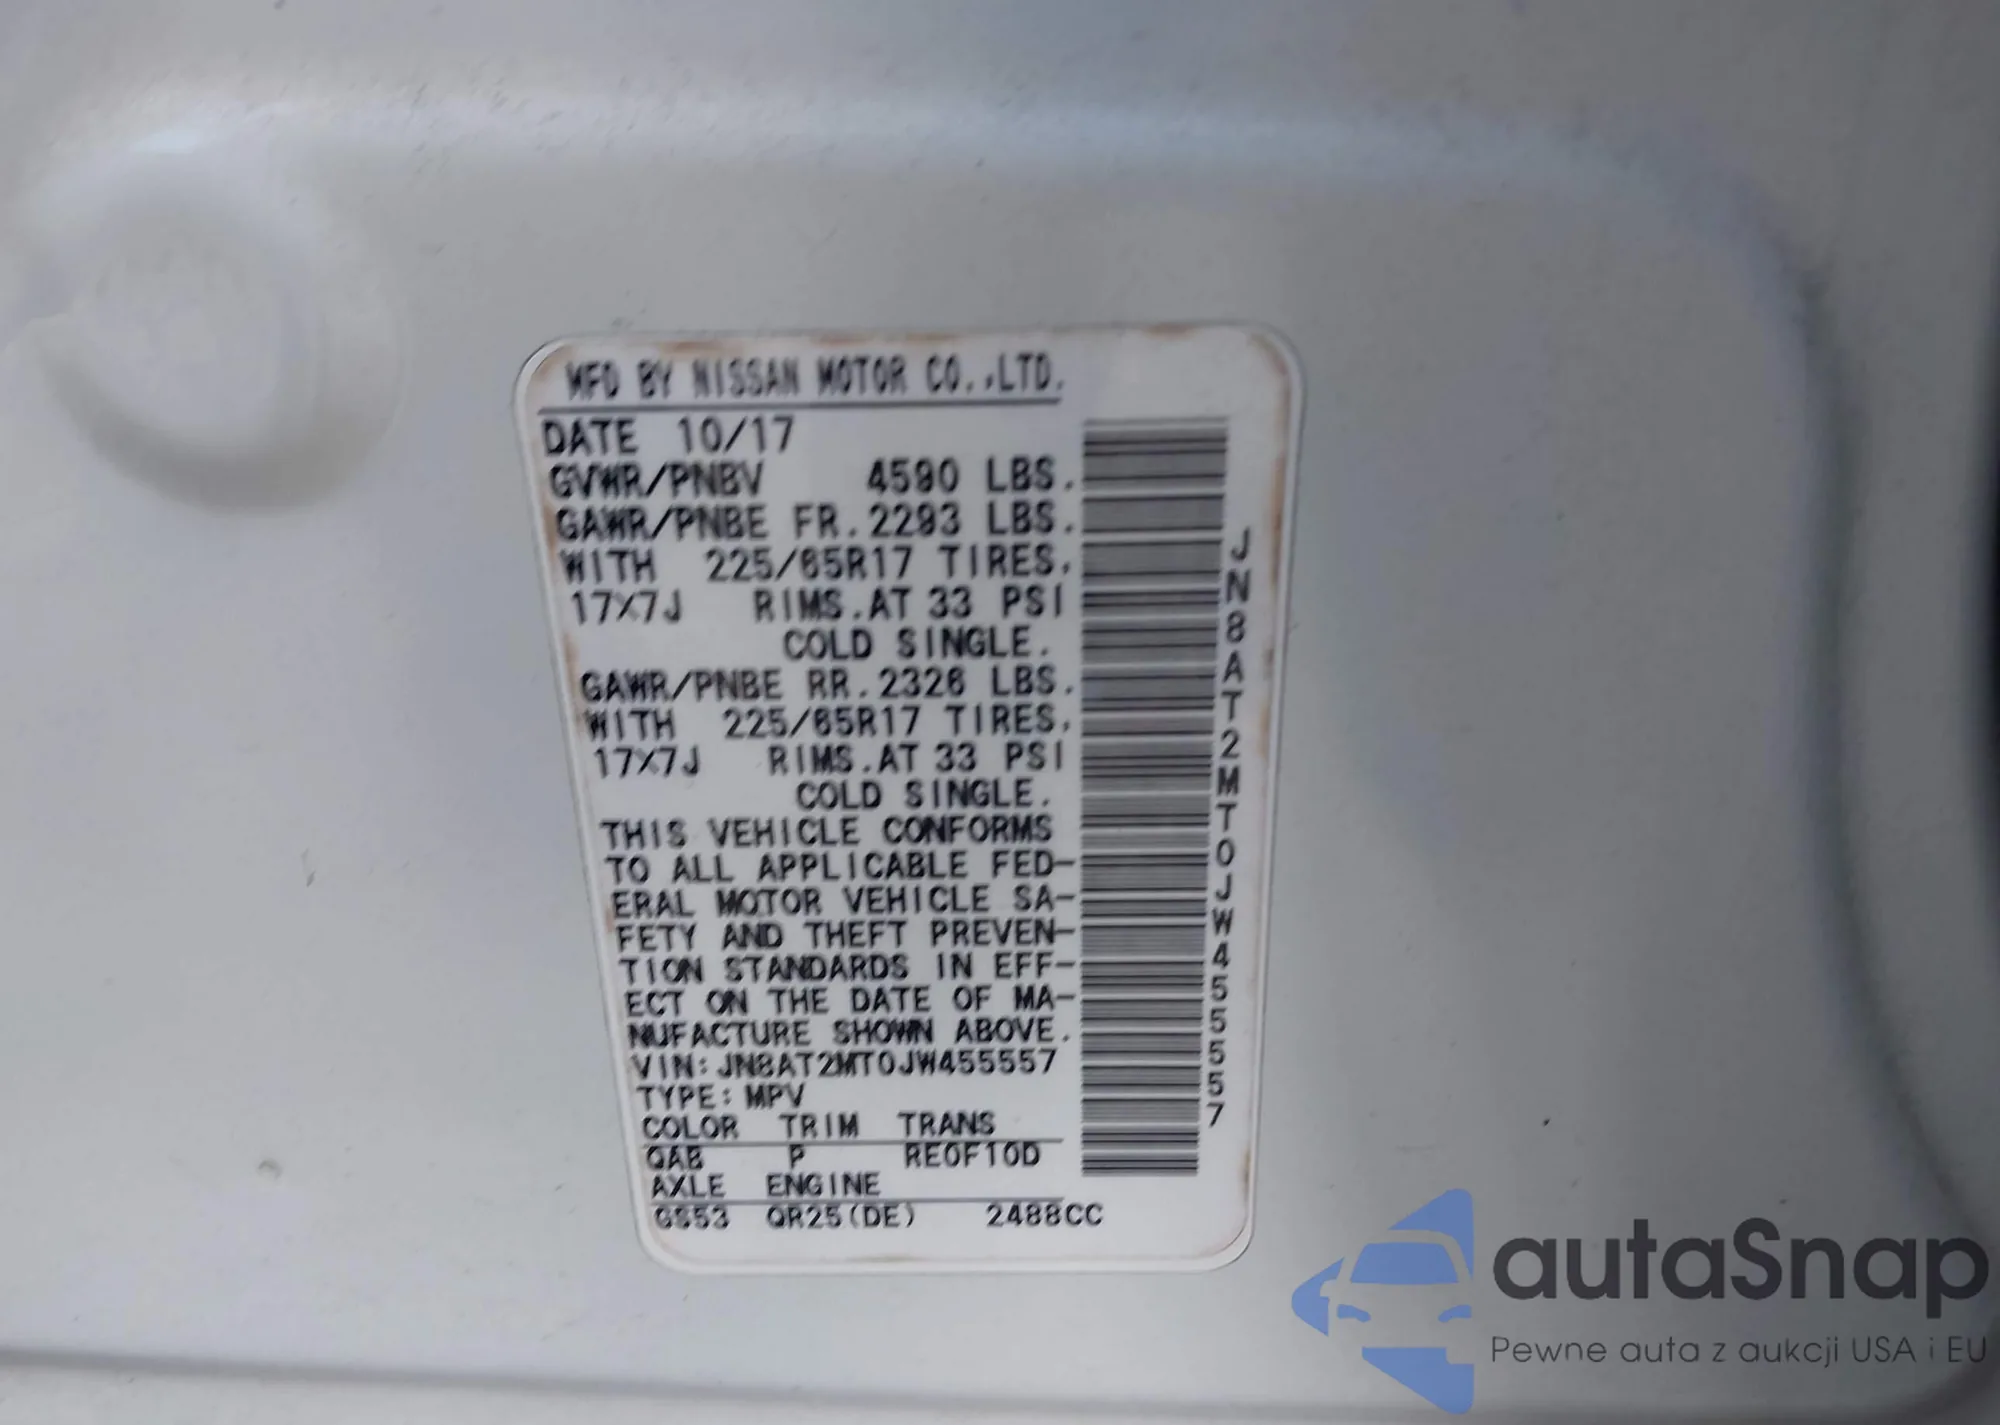 MFD BY NISSAN MOTOR CO.,LTD.
DATE 10/17
GVWR/PNBV 4590 LBS.
GAWR/PNBE FR. 2293 LBS.
WITH 225/65R17 TIRES,
17X7J RIMS.AT 33 PSI
COLD SINGLE.
GAWR/PNBE RR. 2326 LBS.
WITH 225/65R17 TIRES,
17X7J RIMS.AT 33 PSI
COLD SINGLE.
THIS VEHICLE CONFORMS
TO ALL APPLICABLE FED-
ERAL MOTOR VEHICLE SA-
FETY AND THEFT PREVEN-
TION STANDARDS IN EFF-
ECT ON THE DATE OF MA-
NUFACTURE SHOWN ABOVE.
VIN: JN8AT2MT0JW455557
TYPE: MPV
COLOR TRIM TRANS
QAB P RE0F10D
AXLE ENGINE
GS53 QR25(DE) 2488CC
JN8AT2MT0JW455557
autaSnap
Pewne auta z aukcji USA i EU